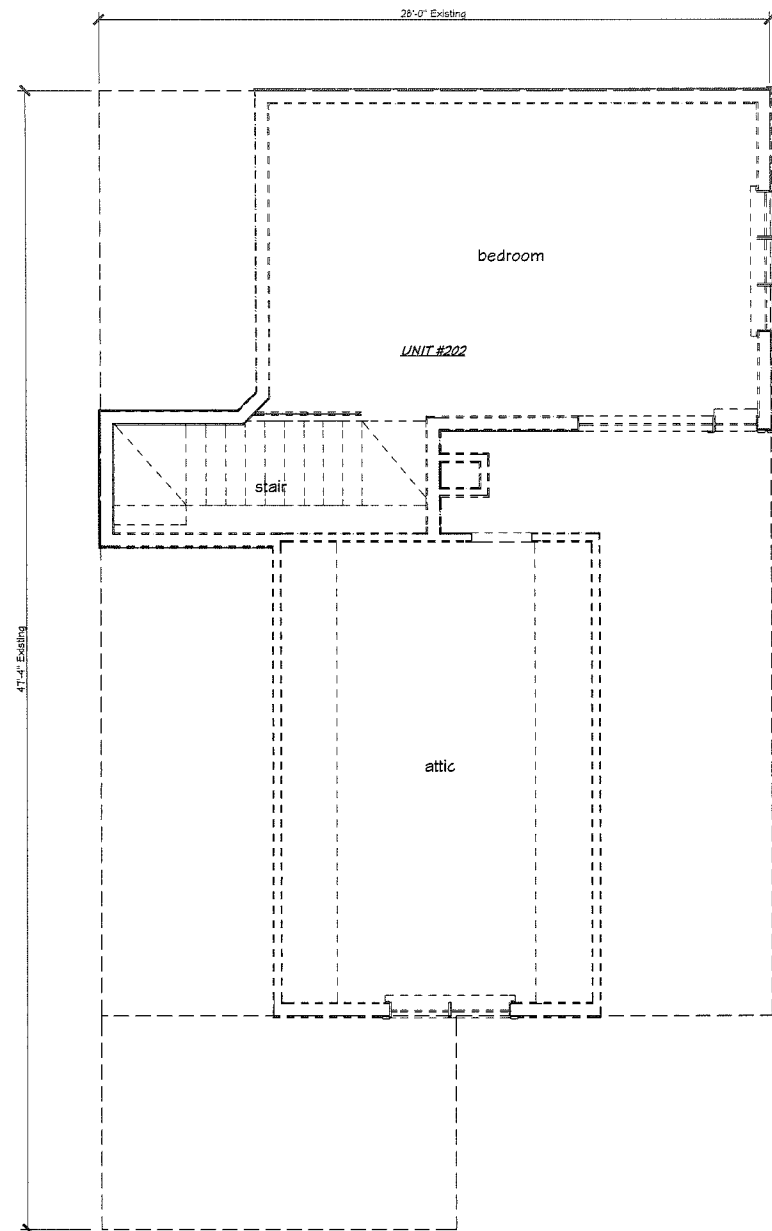 28'-0" Existing
bedroom
UNIT #202
stair
47'-4" Existing
attic